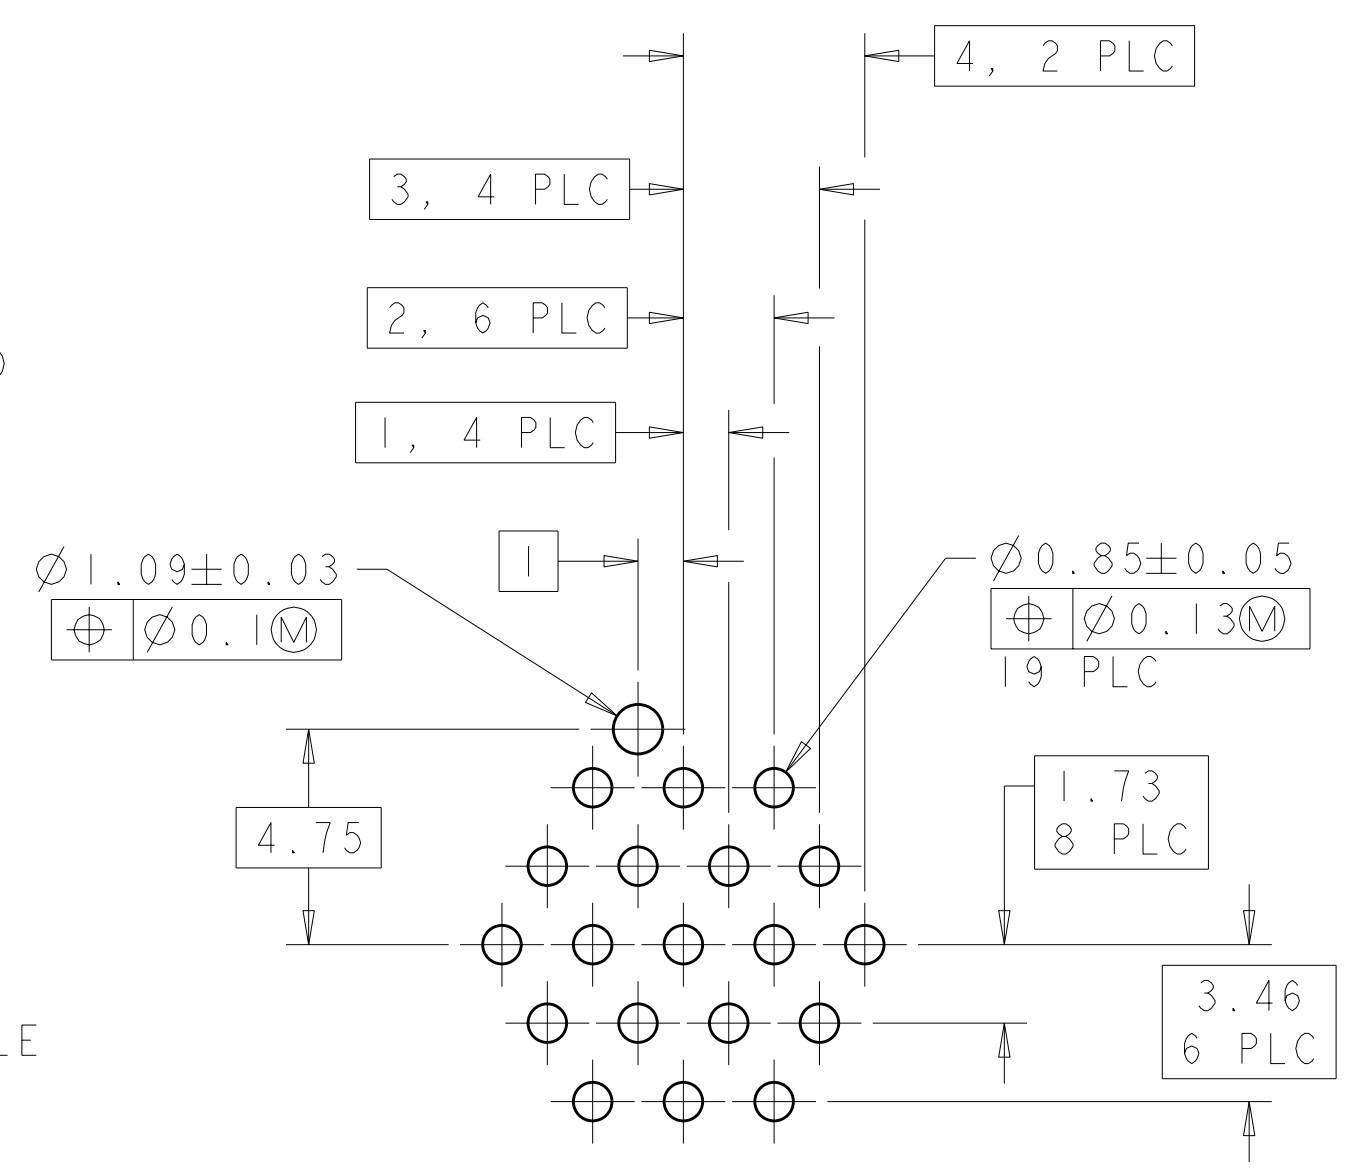 4, 2 PLC
3, 4 PLC
2, 6 PLC
1, 4 PLC
1
Ø1.09±0.03
⌖ Ø0.1Ⓜ
Ø0.85±0.05
⌖ Ø0.13Ⓜ
19 PLC
1.73
8 PLC
4.75
3.46
6 PLC
LE